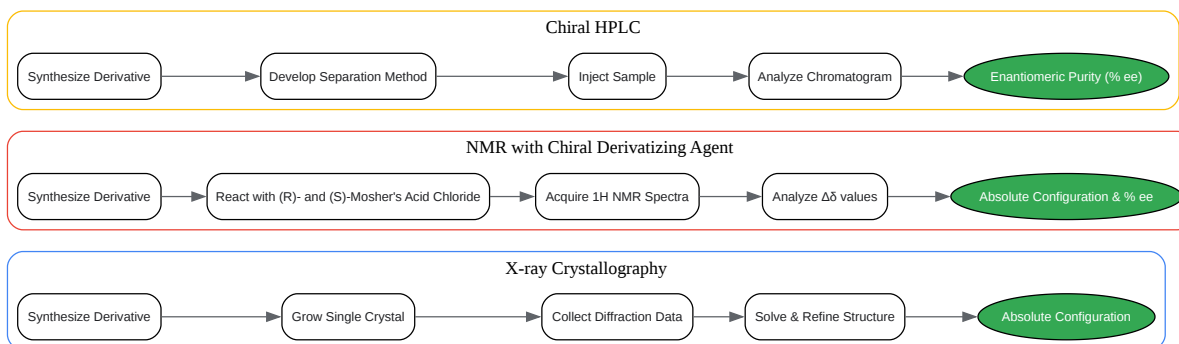 Chiral HPLC
Synthesize Derivative
Develop Separation Method
Inject Sample
Analyze Chromatogram
Enantiomeric Purity (% ee)
NMR with Chiral Derivatizing Agent
Synthesize Derivative
React with (R)- and (S)-Mosher's Acid Chloride
Acquire 1H NMR Spectra
Analyze Δδ values
Absolute Configuration & % ee
X-ray Crystallography
Synthesize Derivative
Grow Single Crystal
Collect Diffraction Data
Solve & Refine Structure
Absolute Configuration